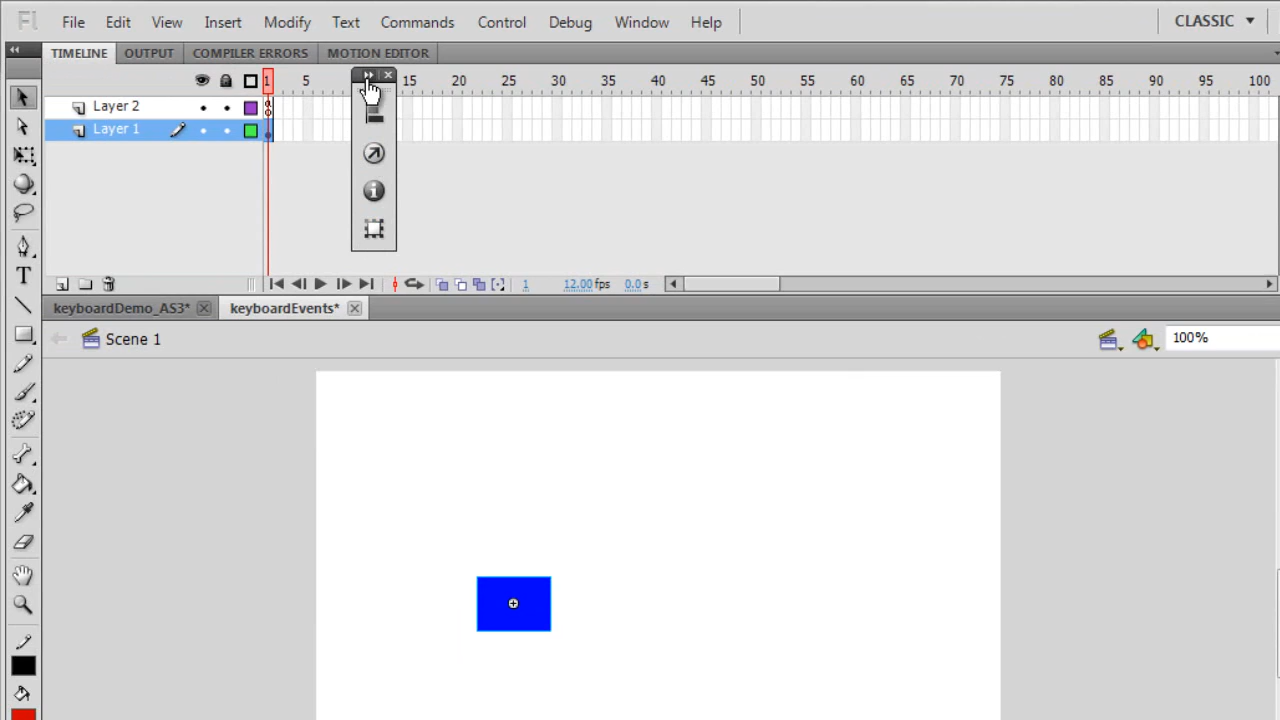 Fl File Edit View Insert Modify Text Commands Control Debug Window Help CLASSIC
TIMELINE OUTPUT COMPILER ERRORS MOTION EDITOR
1 5 15 20 25 30 35 40 45 50 55 60 65 70 75 80 85 90 95 100
Layer 2
Layer 1
1 12.00 fps 0.0 s
keyboardDemo_AS3* keyboardEvents*
Scene 1 100%
T